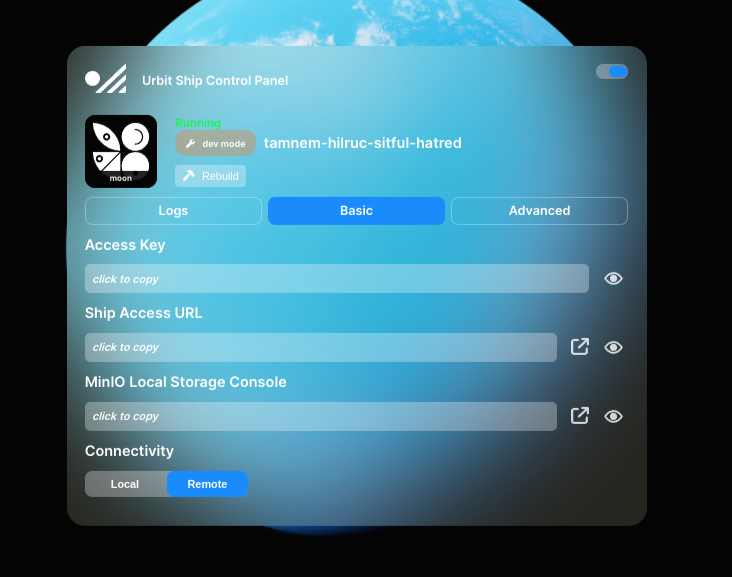 Urbit Ship Control Panel
Running
dev mode
tamnem-hilruc-sitful-hatred
moon
Rebuild
Logs
Basic
Advanced
Access Key
click to copy
Ship Access URL
click to copy
MinIO Local Storage Console
click to copy
Connectivity
Local
Remote